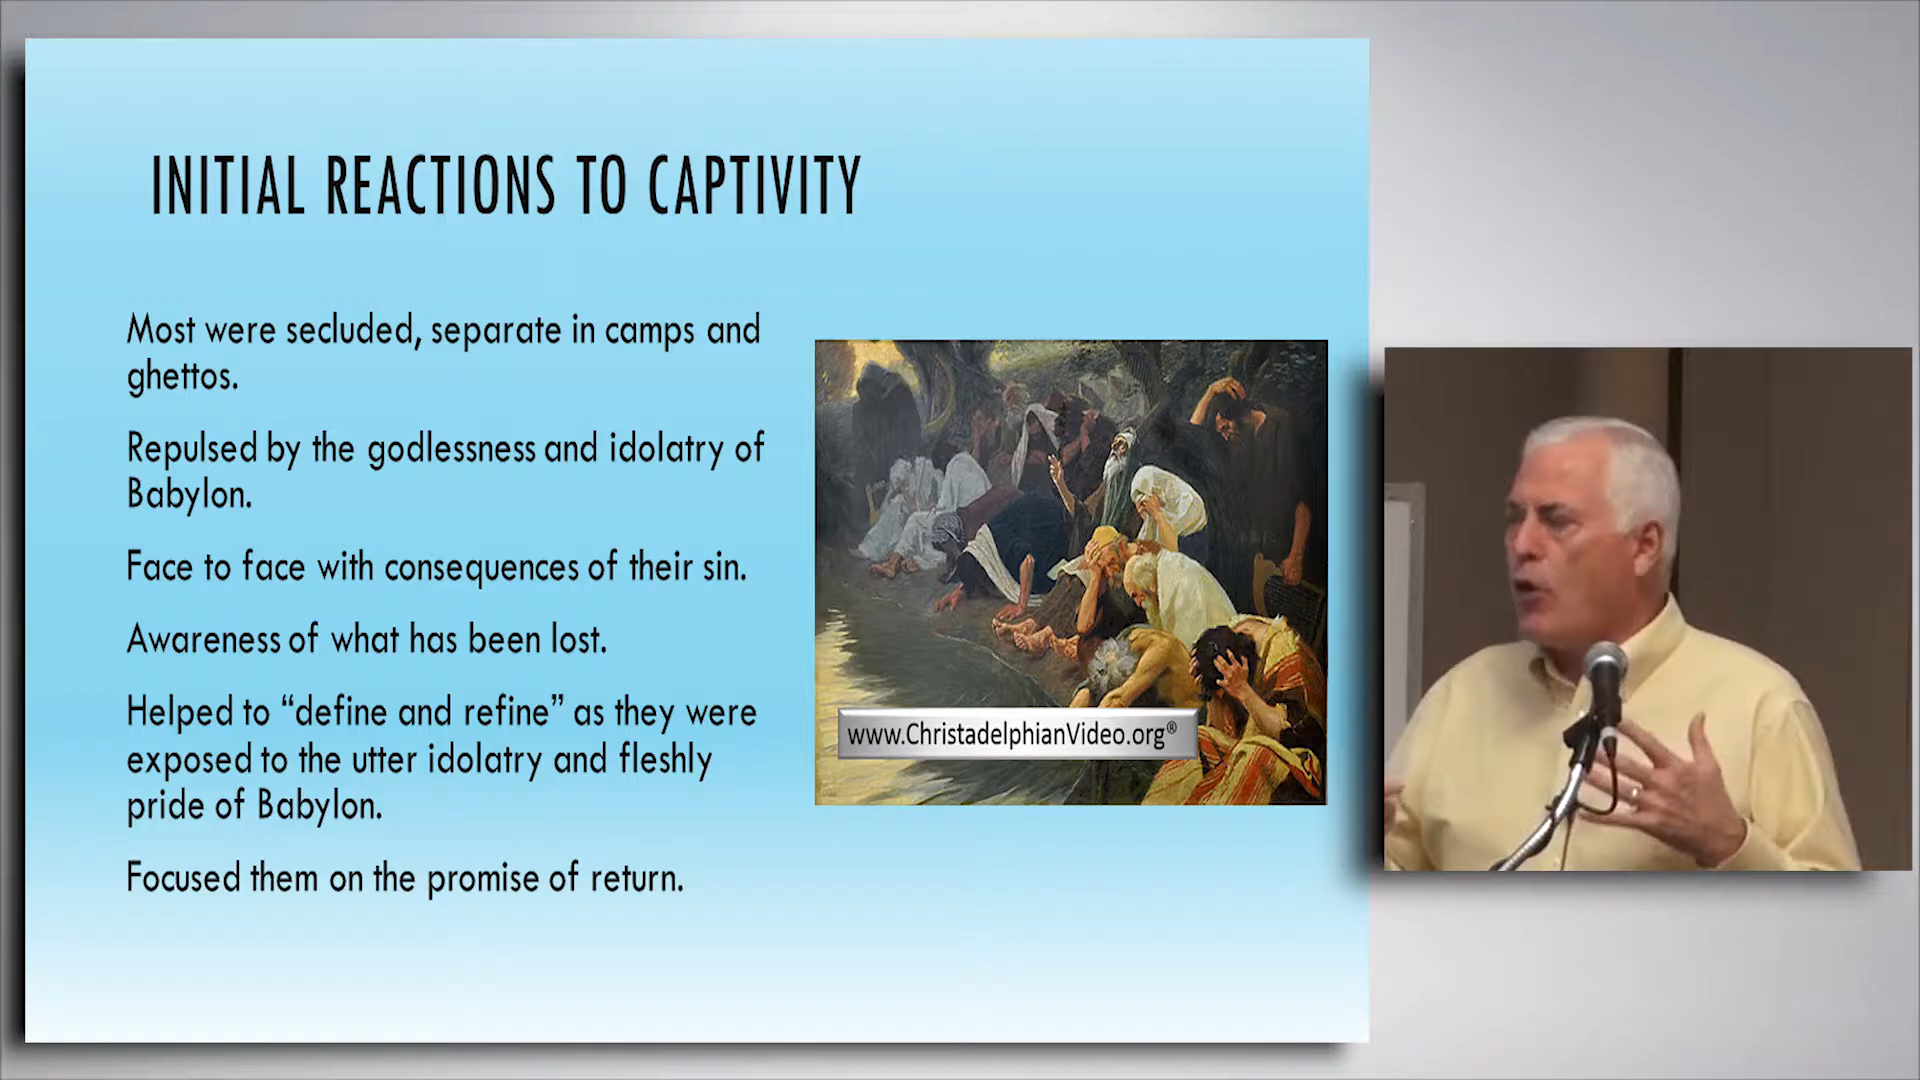 INITIAL REACTIONS TO CAPTIVITY
Most were secluded, separate in camps and
ghettos.
Repulsed by the godlessness and idolatry of
Babylon.
Face to face with consequences of their sin.
Awareness of what has been lost.
Helped to “define and refine” as they were
exposed to the utter idolatry and fleshly
pride of Babylon.
Focused them on the promise of return.
www.ChristadelphianVideo.org®